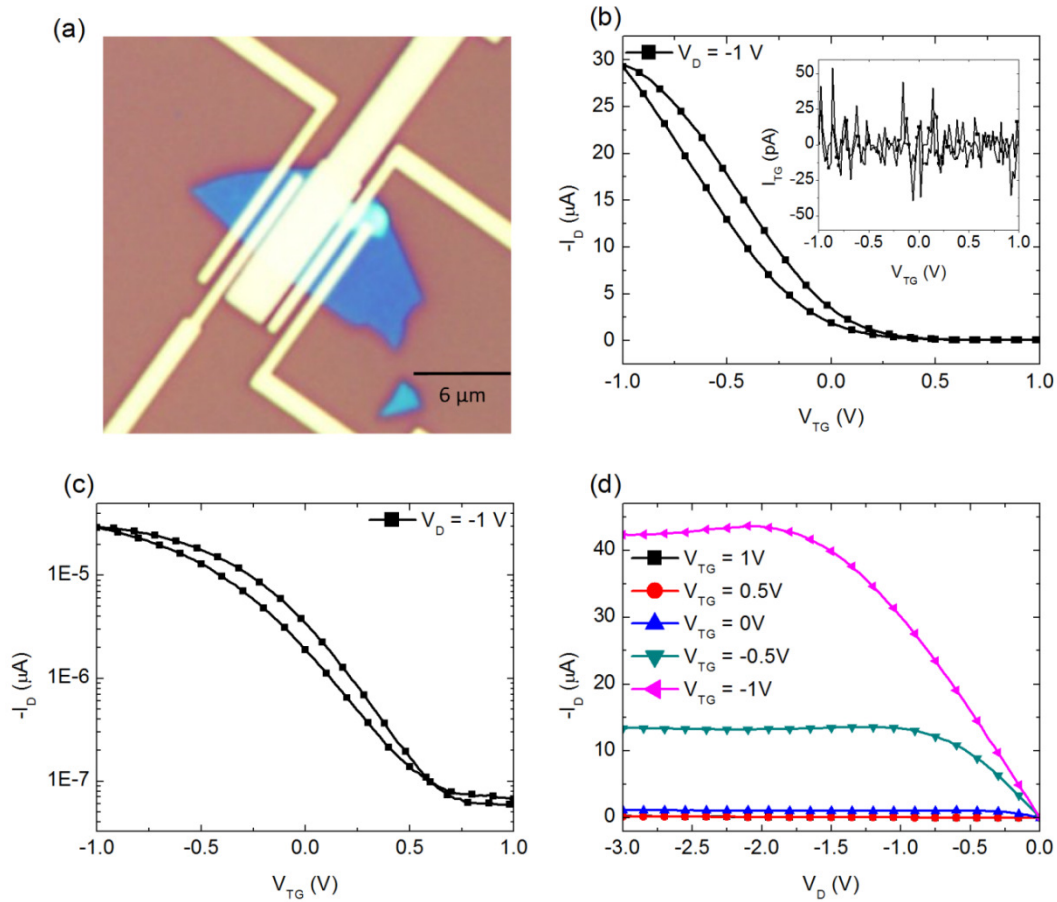 (a)
6 μm
(b)
30
25
20
15
10
5
0
-I_D (μA)
V_D = -1 V
-1.0 -0.5 0.0 0.5 1.0
V_TG (V)
50
25
0
-25
-50
I_TG (pA)
-1.0 -0.5 0.0 0.5 1.0
V_TG (V)
(c)
1E-5
1E-6
1E-7
-I_D (μA)
V_D = -1 V
-1.0 -0.5 0.0 0.5 1.0
V_TG (V)
(d)
40
30
20
10
0
-I_D (μA)
V_TG = 1V
V_TG = 0.5V
V_TG = 0V
V_TG = -0.5V
V_TG = -1V
-3.0 -2.5 -2.0 -1.5 -1.0 -0.5 0.0
V_D (V)